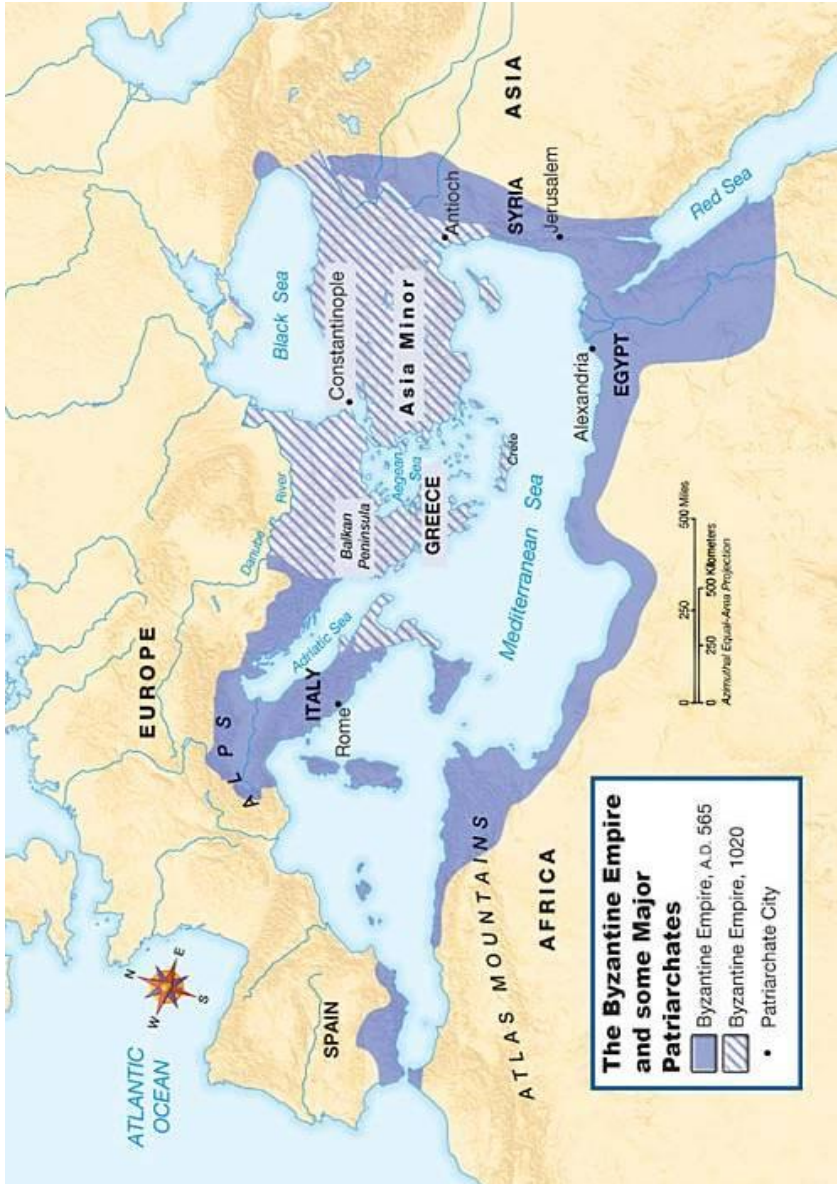 ATLANTIC
OCEAN
N
W
E
S
EUROPE
ALPS
SPAIN
ITALY
Rome
Adriatic Sea
Danube
River
Balkan
Peninsula
GREECE
Aegean
Sea
Crete
Black Sea
Constantinople
Asia Minor
Antioch
SYRIA
Jerusalem
ASIA
Mediterranean Sea
Alexandria
EGYPT
Red Sea
ATLAS MOUNTAINS
AFRICA
0 250 500 Miles
0 250 500 Kilometers
Azimuthal Equal-Area Projection
The Byzantine Empire
and some Major
Patriarchates
Byzantine Empire, A.D. 565
Byzantine Empire, 1020
Patriarchate City